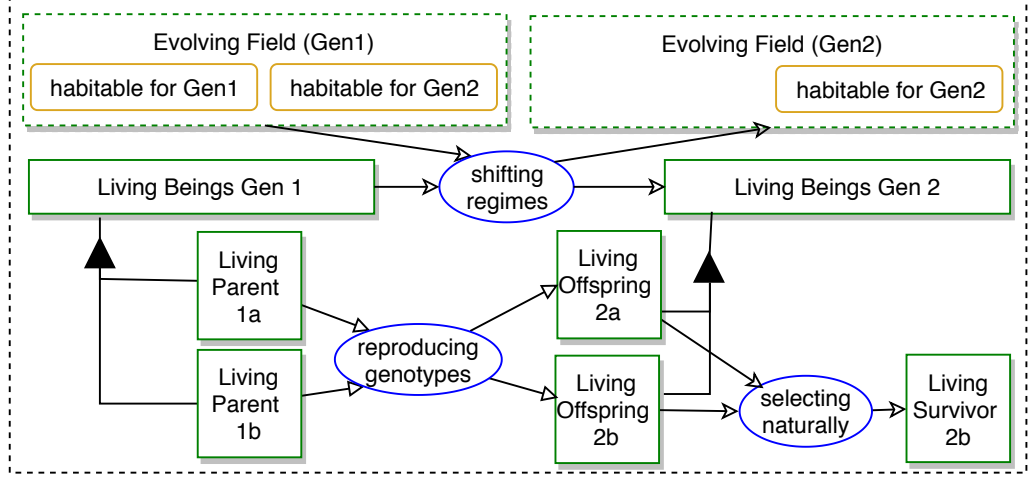 Evolving Field (Gen1)
habitable for Gen1
habitable for Gen2
Evolving Field (Gen2)
habitable for Gen2
Living Beings Gen 1
shifting
regimes
Living Beings Gen 2
Living
Parent
1a
Living
Parent
1b
reproducing
genotypes
Living
Offspring
2a
Living
Offspring
2b
selecting
naturally
Living
Survivor
2b